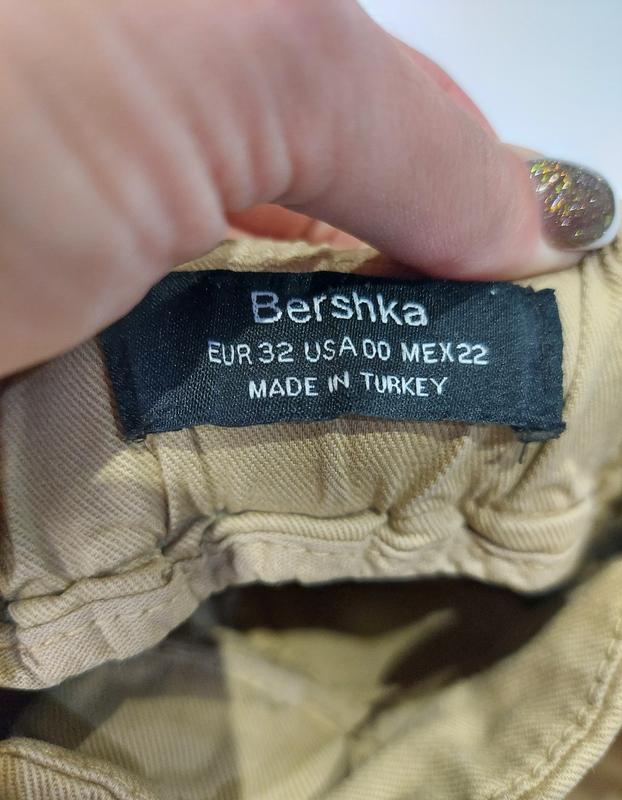 Bershka
EUR 32 USA 00 MEX 22
MADE IN TURKEY